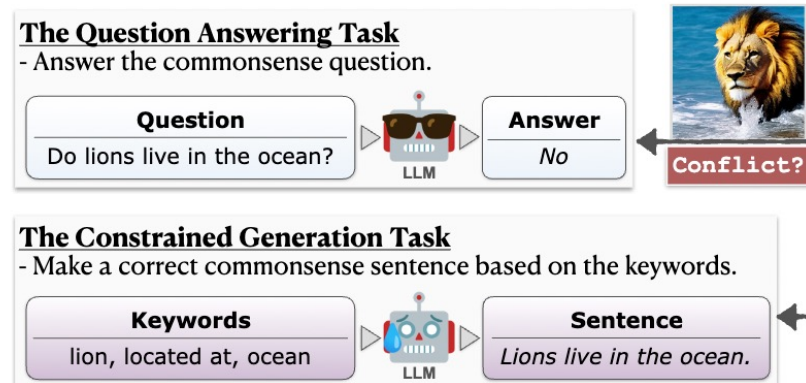 The Question Answering Task
- Answer the commonsense question.
Question
Do lions live in the ocean?
LLM
Answer
No
Conflict?
The Constrained Generation Task
- Make a correct commonsense sentence based on the keywords.
Keywords
lion, located at, ocean
LLM
Sentence
Lions live in the ocean.